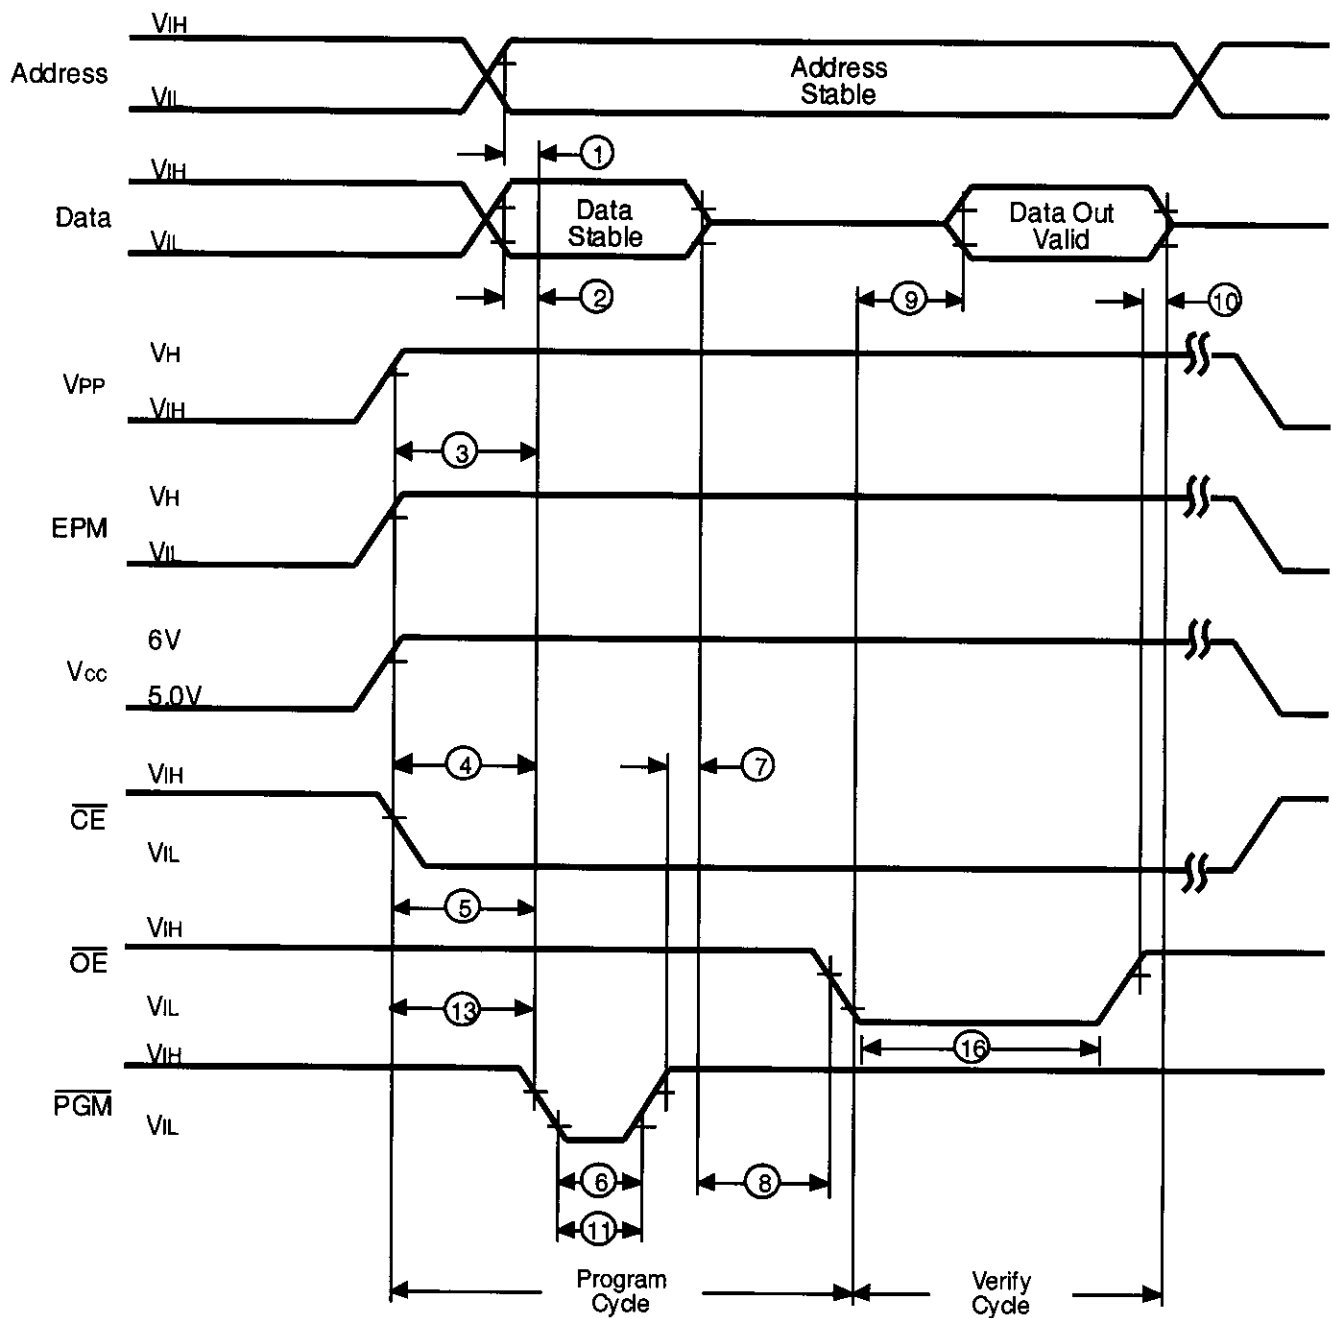 VIH
Address
VIL
Address
Stable
1
VIH
Data
VIL
Data
Stable
Data Out
Valid
2
9
10
VH
VPP
VIH
3
VH
EPM
VIL
6V
Vcc
5.0V
4
7
VIH
CE
VIL
5
VIH
OE
VIL
13
16
VIH
PGM
VIL
6
8
11
Program
Cycle
Verify
Cycle